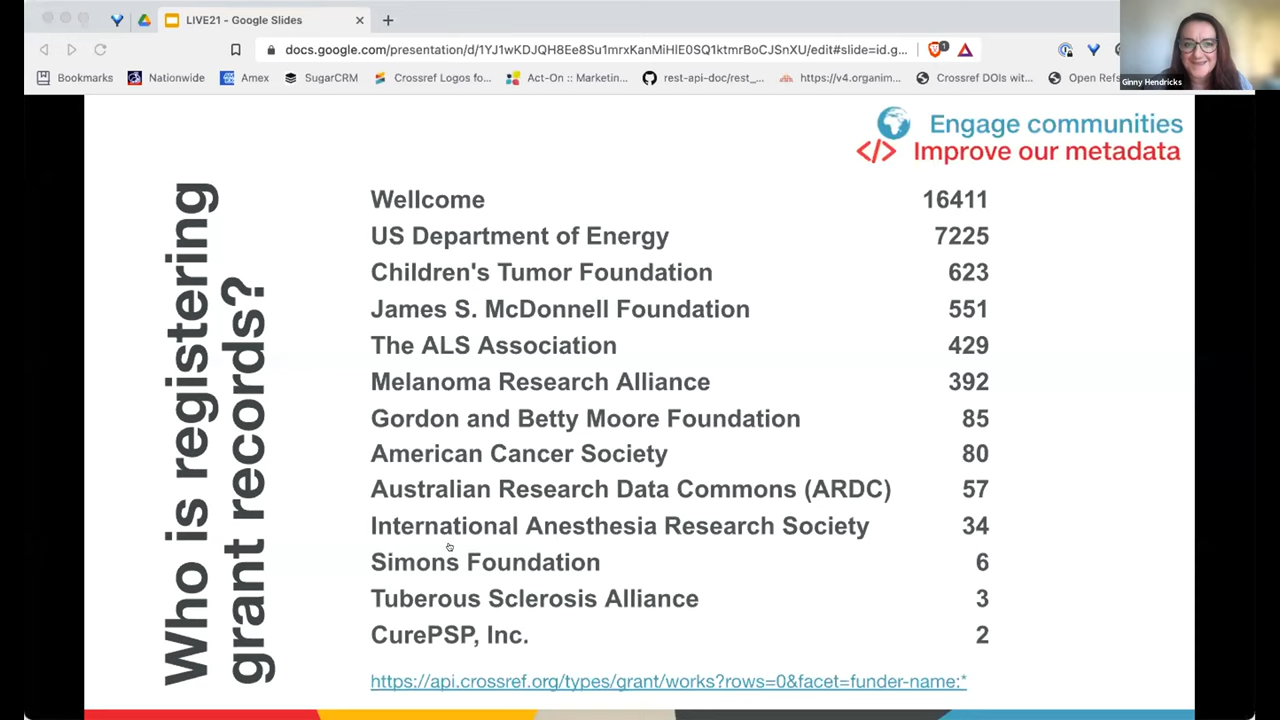 LIVE21 - Google Slides
docs.google.com/presentation/d/1YJ1wKDJQH8Ee8Su1mrxKanMiHlE0SQ1ktmrBoCJSnXU/edit#slide=id.g...
Bookmarks Nationwide Amex SugarCRM Crossref Logos fo... Act-On :: Marketin... rest-api-doc/rest_... https://v4.organim... Crossref DOIs wit... Open Refs
Ginny Hendricks
Engage communities
</> Improve our metadata
Who is registering
grant records?
Wellcome 16411
US Department of Energy 7225
Children's Tumor Foundation 623
James S. McDonnell Foundation 551
The ALS Association 429
Melanoma Research Alliance 392
Gordon and Betty Moore Foundation 85
American Cancer Society 80
Australian Research Data Commons (ARDC) 57
International Anesthesia Research Society 34
Simons Foundation 6
Tuberous Sclerosis Alliance 3
CurePSP, Inc. 2
https://api.crossref.org/types/grant/works?rows=0&facet=funder-name:*